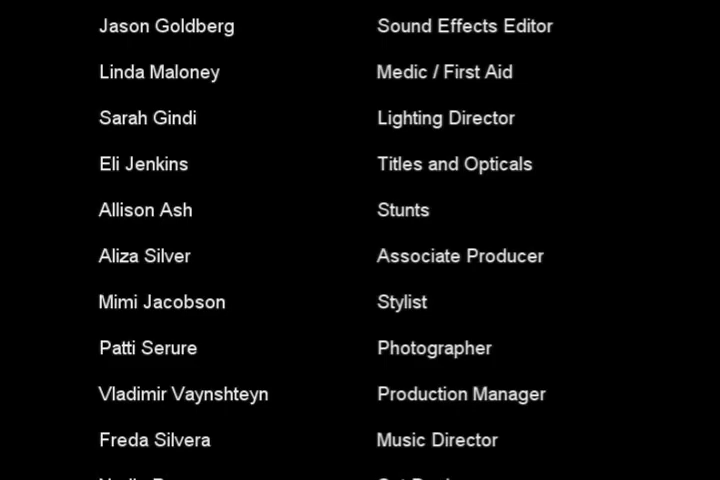 Jason Goldberg Sound Effects Editor
Linda Maloney Medic / First Aid
Sarah Gindi Lighting Director
Eli Jenkins Titles and Opticals
Allison Ash Stunts
Aliza Silver Associate Producer
Mimi Jacobson Stylist
Patti Serure Photographer
Vladimir Vaynshteyn Production Manager
Freda Silvera Music Director